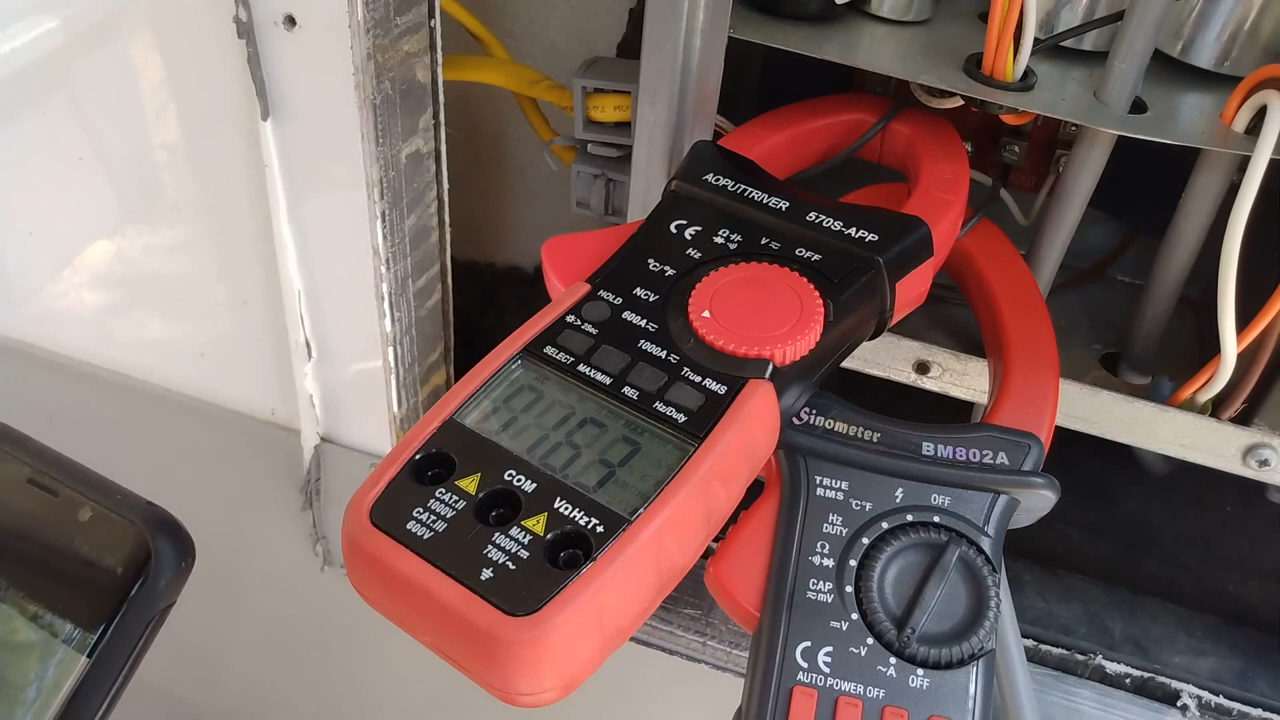 AOPUTTRIVER 570S-APP
CE
Hz
Ω
V
OFF
°C/°F
NCV
HOLD
600A
>2Sec
1000A
SELECT
MAX/MIN
REL
True RMS
Hz/Duty
COM
VΩHzT+
CAT.II
1000V
CAT.III
600V
MAX
1000V
750V~
Sinometer
BM802A
TRUE
RMS
°C°F
OFF
Hz
DUTY
Ω
CAP
mV
V
~V
~A
OFF
CE
AUTO POWER OFF